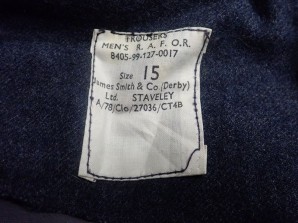 TROUSERS
MEN'S R. A. F. O.R.
8405-99-127-0017
Size 15
James Smith & Co (Derby)
Ltd. STAVELEY
A/78/Clo/27036/CT4B